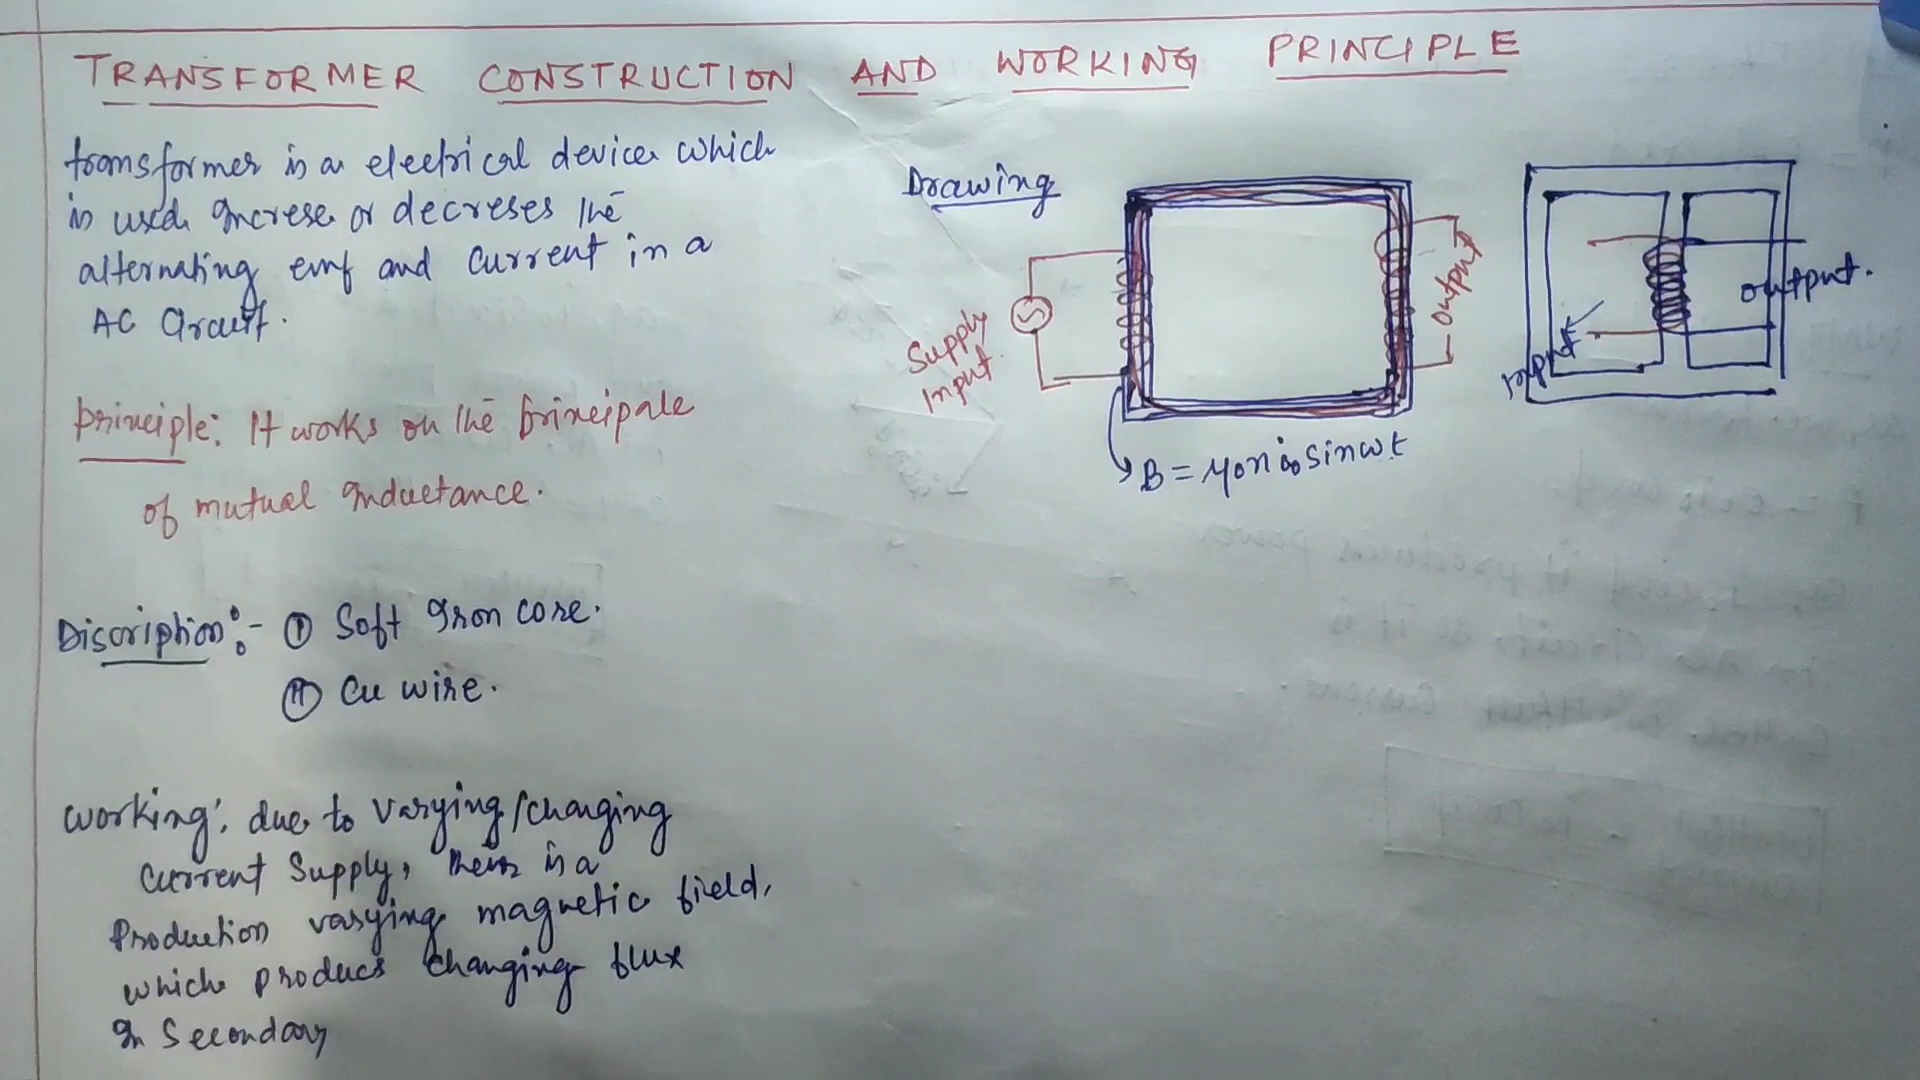 TRANSFORMER CONSTRUCTION AND WORKING PRINCIPLE
transformer is a electrical device which
is used increse or decreses the
alternating emf and current in a
AC Circuit.
principle: It works on the principale
of mutual inductance.
Discription:- I Soft Iron core.
II Cu wire.
Working: due to varying/changing
Current Supply, there is a
Production varying magnetic field,
which produces changing flux
In Secondary
Drawing
Supply
Input
Output
B = μ0 n i0 Sinωt
Input
Output.